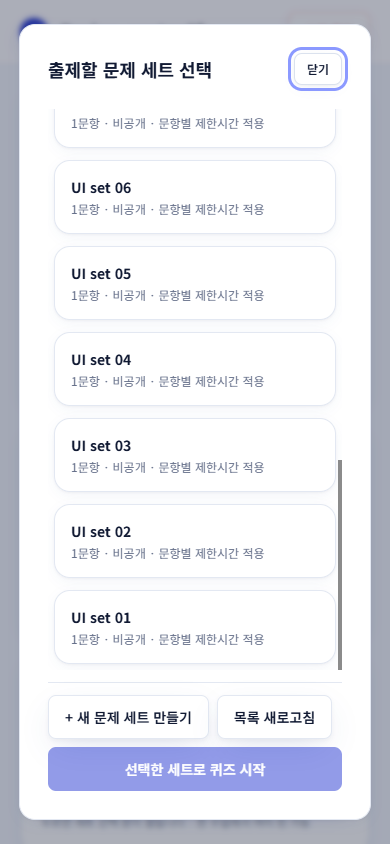 출제할 문제 세트 선택
닫기
1문항 · 비공개 · 문항별 제한시간 적용
UI set 06
1문항 · 비공개 · 문항별 제한시간 적용
UI set 05
1문항 · 비공개 · 문항별 제한시간 적용
UI set 04
1문항 · 비공개 · 문항별 제한시간 적용
UI set 03
1문항 · 비공개 · 문항별 제한시간 적용
UI set 02
1문항 · 비공개 · 문항별 제한시간 적용
UI set 01
1문항 · 비공개 · 문항별 제한시간 적용
+ 새 문제 세트 만들기
목록 새로고침
선택한 세트로 퀴즈 시작